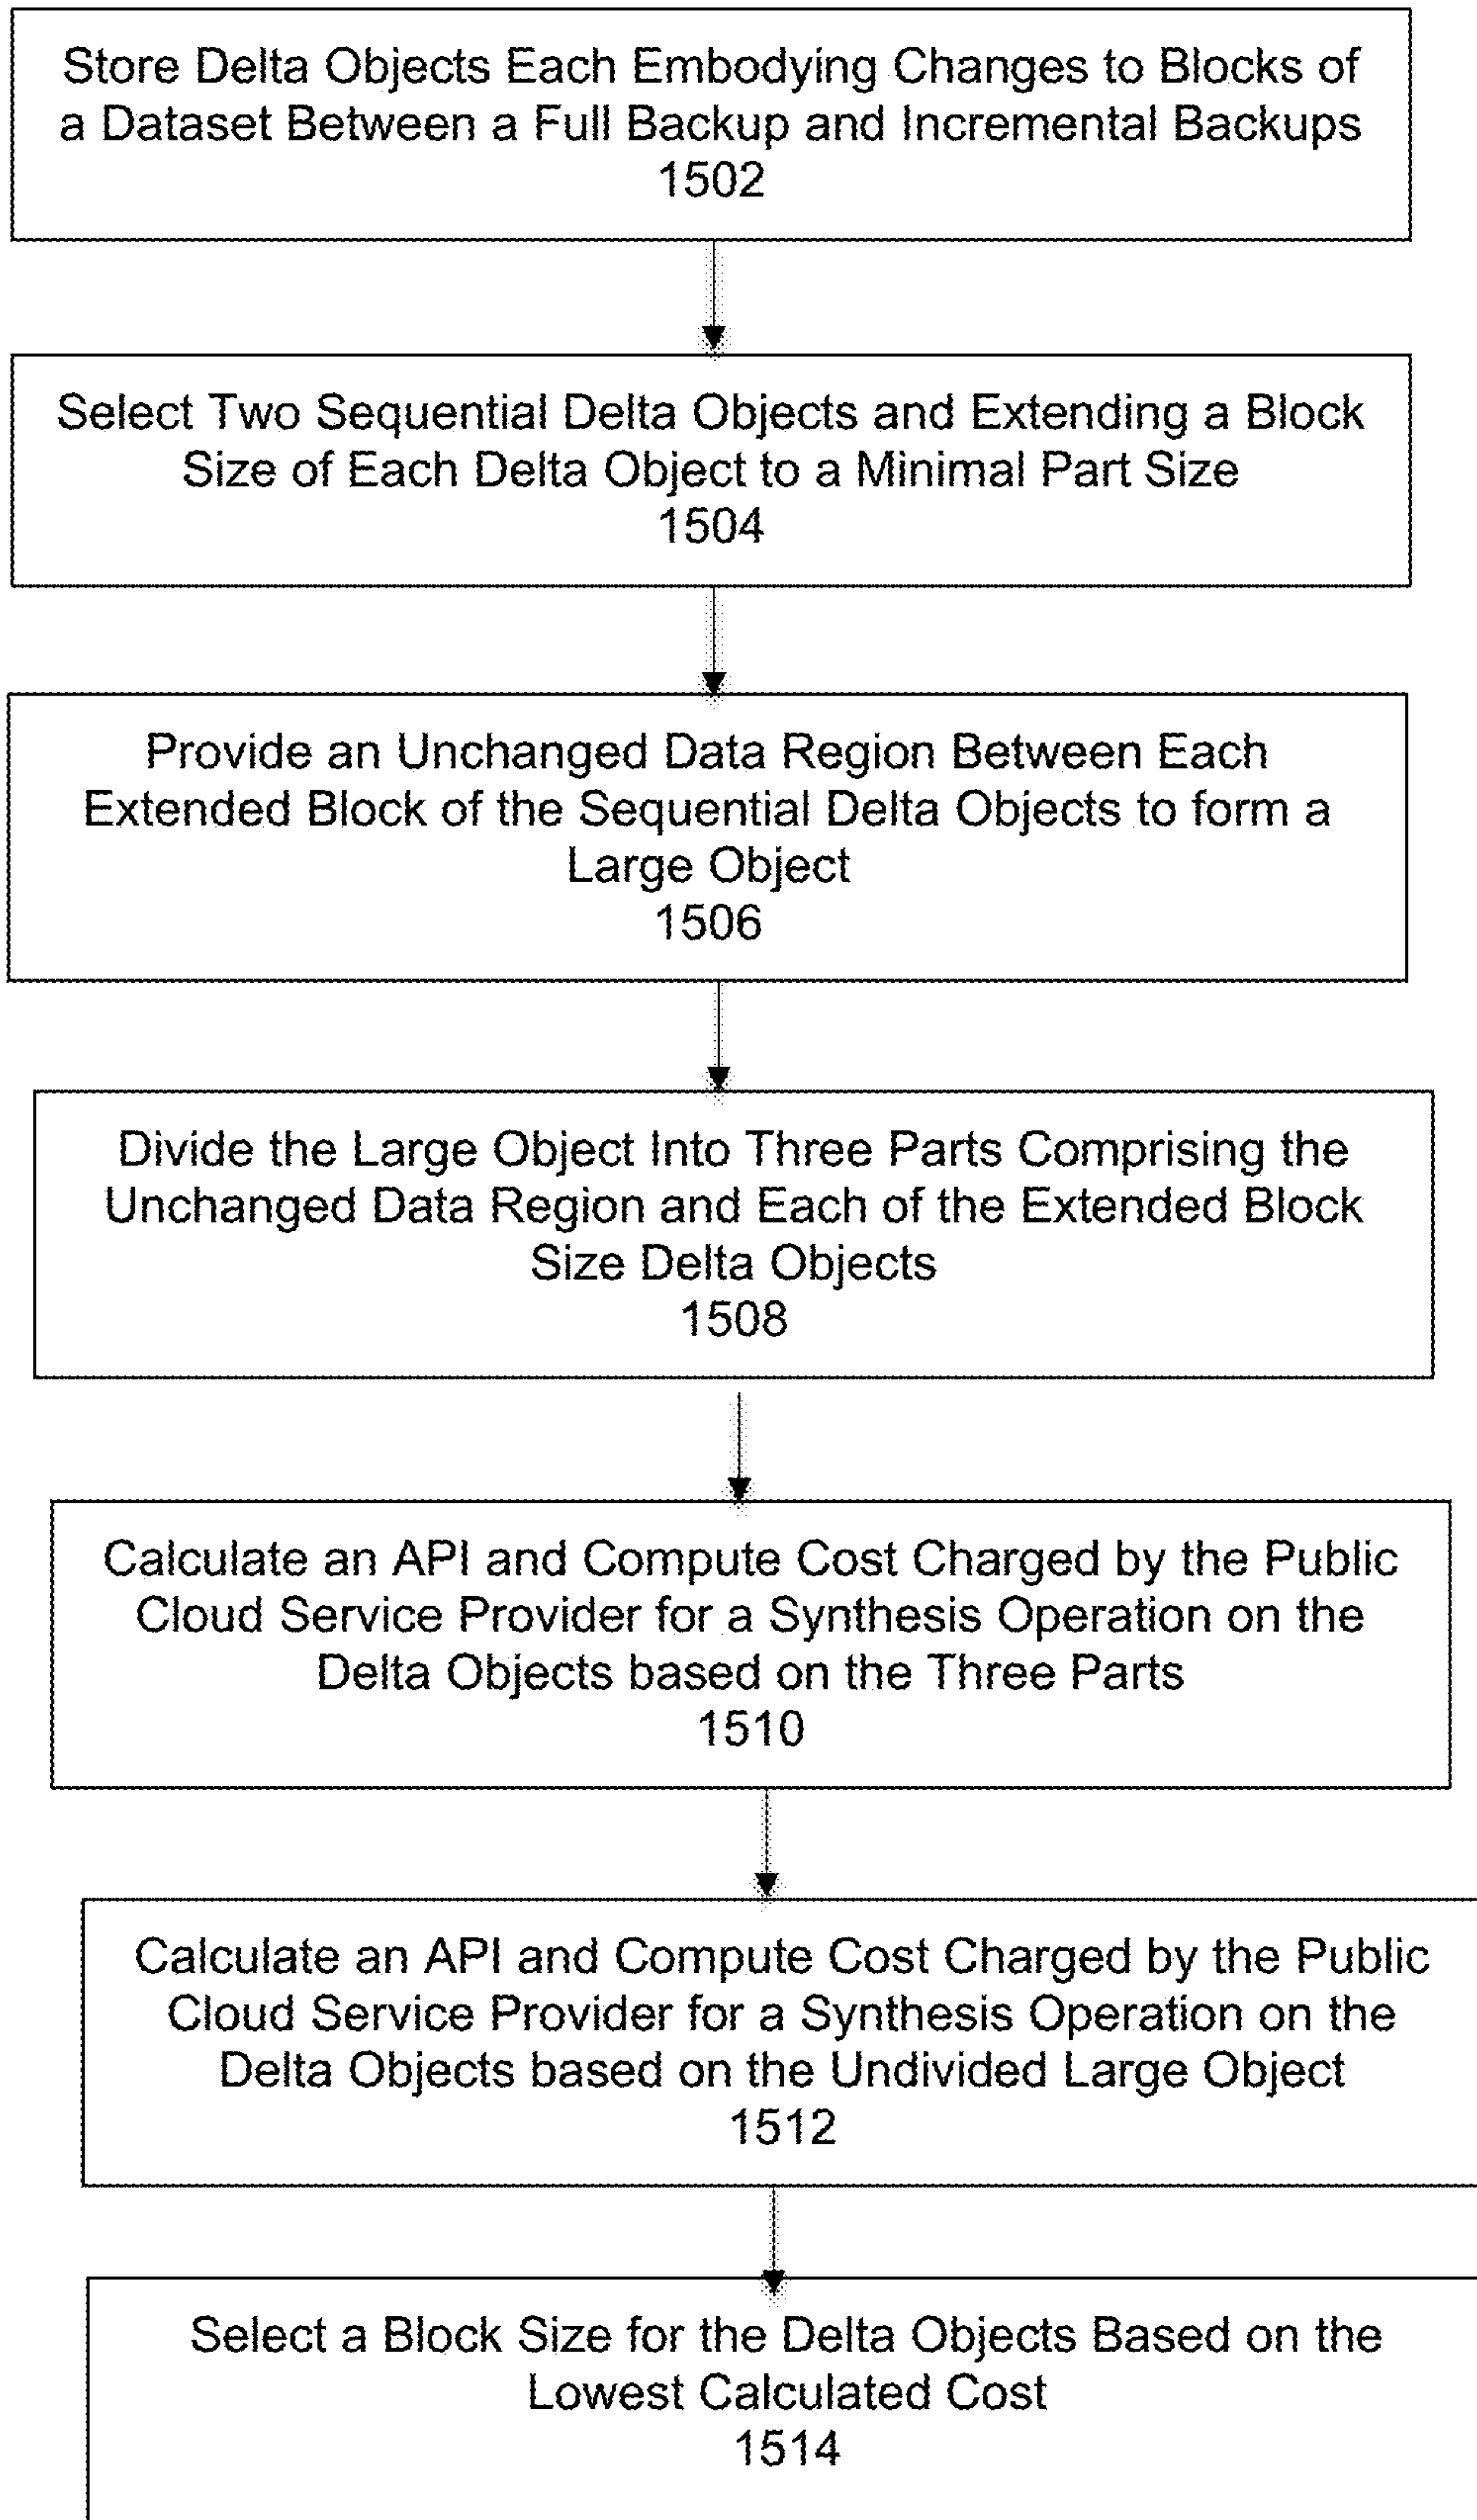 Store Delta Objects Each Embodying Changes to Blocks of
a Dataset Between a Full Backup and Incremental Backups
1502
Select Two Sequential Delta Objects and Extending a Block
Size of Each Delta Object to a Minimal Part Size
1504
Provide an Unchanged Data Region Between Each
Extended Block of the Sequential Delta Objects to form a
Large Object
1506
Divide the Large Object Into Three Parts Comprising the
Unchanged Data Region and Each of the Extended Block
Size Delta Objects
1508
Calculate an API and Compute Cost Charged by the Public
Cloud Service Provider for a Synthesis Operation on the
Delta Objects based on the Three Parts
1510
Calculate an API and Compute Cost Charged by the Public
Cloud Service Provider for a Synthesis Operation on the
Delta Objects based on the Undivided Large Object
1512
Select a Block Size for the Delta Objects Based on the
Lowest Calculated Cost
1514